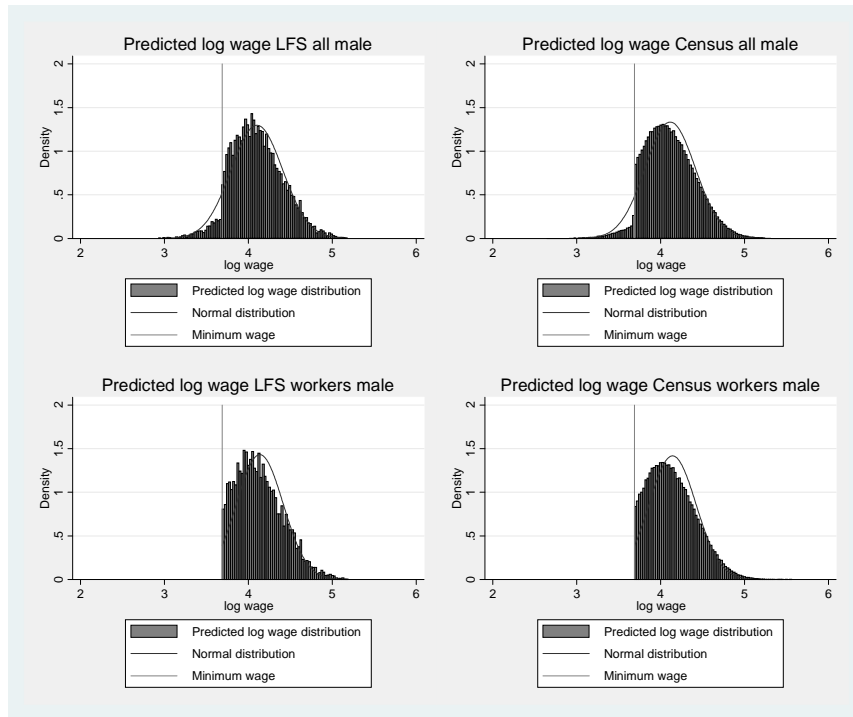 Predicted log wage LFS all male
Density
0 .5 1 1.5 2
2 3 4 5 6
log wage
Predicted log wage distribution
Normal distribution
Minimum wage
Predicted log wage Census all male
Density
0 .5 1 1.5 2
2 3 4 5 6
log wage
Predicted log wage distribution
Normal distribution
Minimum wage
Predicted log wage LFS workers male
Density
0 .5 1 1.5 2
2 3 4 5 6
log wage
Predicted log wage distribution
Normal distribution
Minimum wage
Predicted log wage Census workers male
Density
0 .5 1 1.5 2
2 3 4 5 6
log wage
Predicted log wage distribution
Normal distribution
Minimum wage